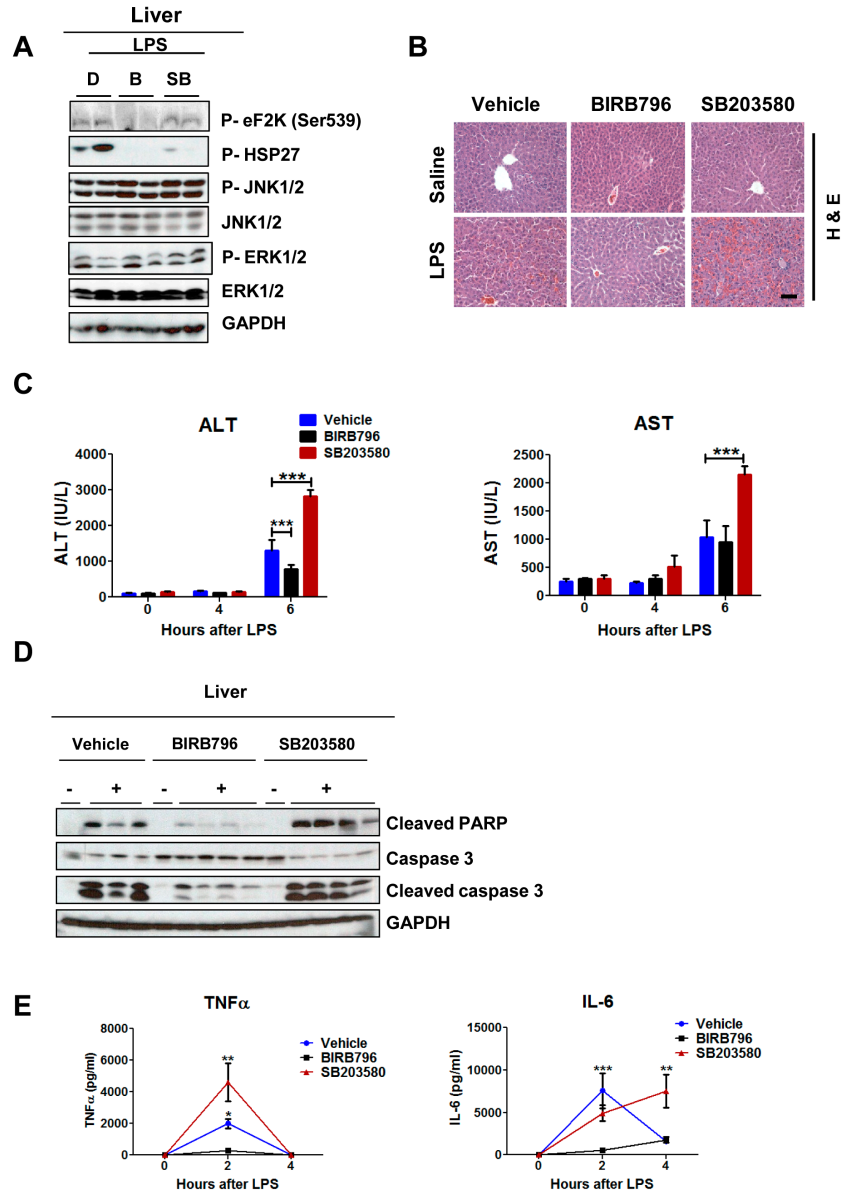 Liver
A
LPS
D B SB
P- eF2K (Ser539)
P- HSP27
P- JNK1/2
JNK1/2
P- ERK1/2
ERK1/2
GAPDH
B
Vehicle BIRB796 SB203580
Saline
LPS
H & E
C
ALT
Vehicle
BIRB796
SB203580
ALT (IU/L)
4000
3000
2000
1000
0
***
***
0 4 6
Hours after LPS
AST
AST (IU/L)
2500
2000
1500
1000
500
0
***
0 4 6
Hours after LPS
D
Liver
Vehicle BIRB796 SB203580
- + - + - +
Cleaved PARP
Caspase 3
Cleaved caspase 3
GAPDH
E
TNFα
TNFα (pg/ml)
8000
6000
4000
2000
0
Vehicle
BIRB796
SB203580
**
*
0 2 4
Hours after LPS
IL-6
IL-6 (pg/ml)
15000
10000
5000
0
Vehicle
BIRB796
SB203580
*** **
0 2 4
Hours after LPS